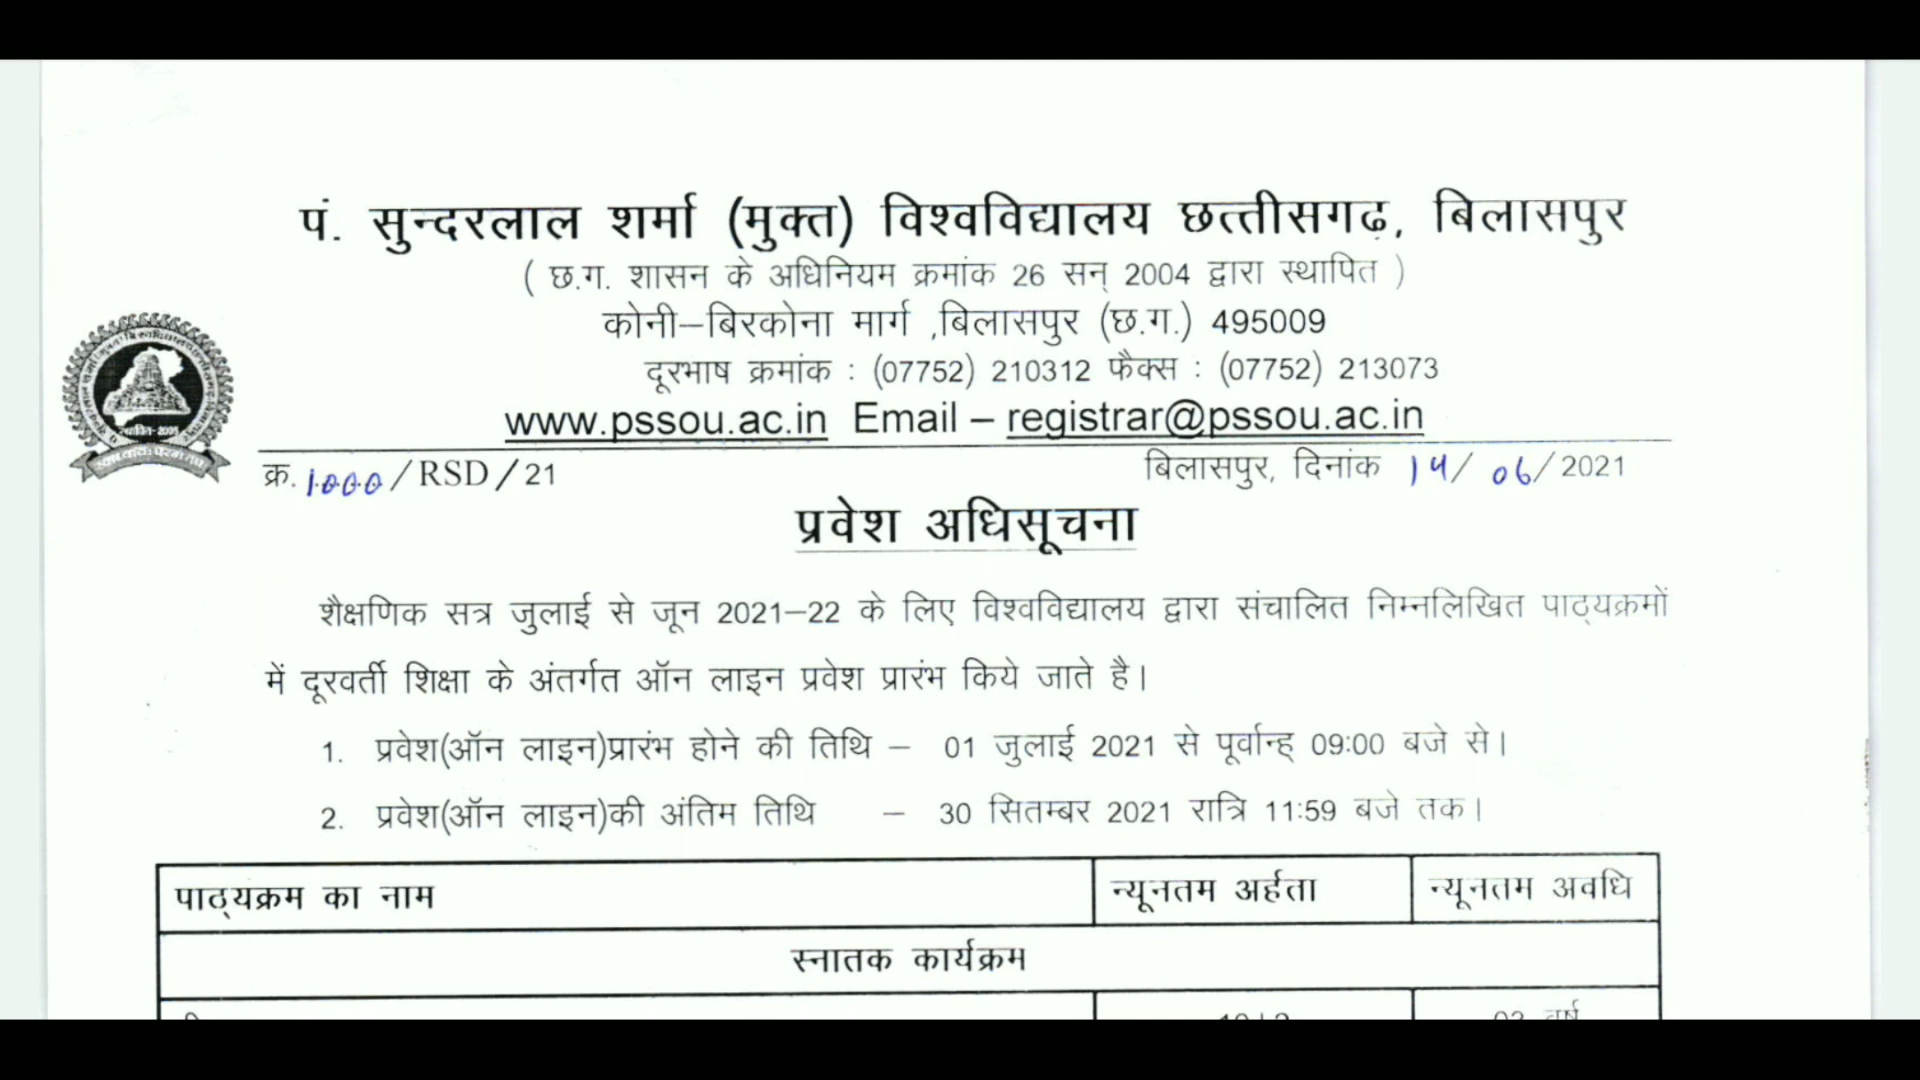 पं. सुन्दरलाल शर्मा (मुक्त) विश्वविद्यालय छत्तीसगढ़, बिलासपुर
( छ.ग. शासन के अधिनियम क्रमांक 26 सन् 2004 द्वारा स्थापित )
कोनी–बिरकोना मार्ग ,बिलासपुर (छ.ग.) 495009
दूरभाष क्रमांक : (07752) 210312 फैक्स : (07752) 213073
www.pssou.ac.in Email – registrar@pssou.ac.in
स्थापित-2005
क्र. 1000/RSD/21 बिलासपुर, दिनांक 14/06/2021
प्रवेश अधिसूचना
शैक्षणिक सत्र जुलाई से जून 2021–22 के लिए विश्वविद्यालय द्वारा संचालित निम्नलिखित पाठ्यक्रमों
में दूरवर्ती शिक्षा के अंतर्गत ऑन लाइन प्रवेश प्रारंभ किये जाते है।
1. प्रवेश(ऑन लाइन)प्रारंभ होने की तिथि – 01 जुलाई 2021 से पूर्वान्ह् 09:00 बजे से।
2. प्रवेश(ऑन लाइन)की अंतिम तिथि – 30 सितम्बर 2021 रात्रि 11:59 बजे तक।
पाठ्यक्रम का नाम न्यूनतम अर्हता न्यूनतम अवधि
स्नातक कार्यक्रम